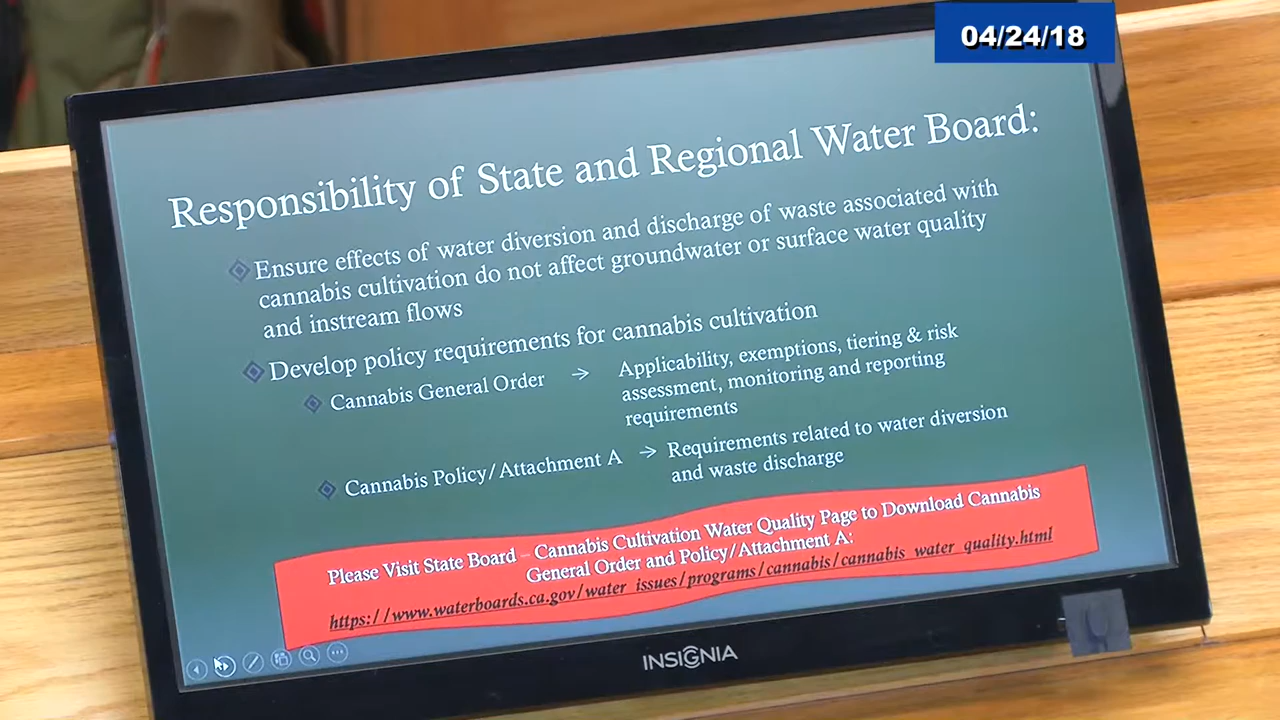 04/24/18
Responsibility of State and Regional Water Board:
Ensure effects of water diversion and discharge of waste associated with
cannabis cultivation do not affect groundwater or surface water quality
and instream flows
Develop policy requirements for cannabis cultivation
Cannabis General Order → Applicability, exemptions, tiering & risk
assessment, monitoring and reporting
requirements
Cannabis Policy/Attachment A → Requirements related to water diversion
and waste discharge
Please Visit State Board – Cannabis Cultivation Water Quality Page to Download Cannabis
General Order and Policy/Attachment A:
https://www.waterboards.ca.gov/water_issues/programs/cannabis/cannabis_water_quality.html
INSIGNIA